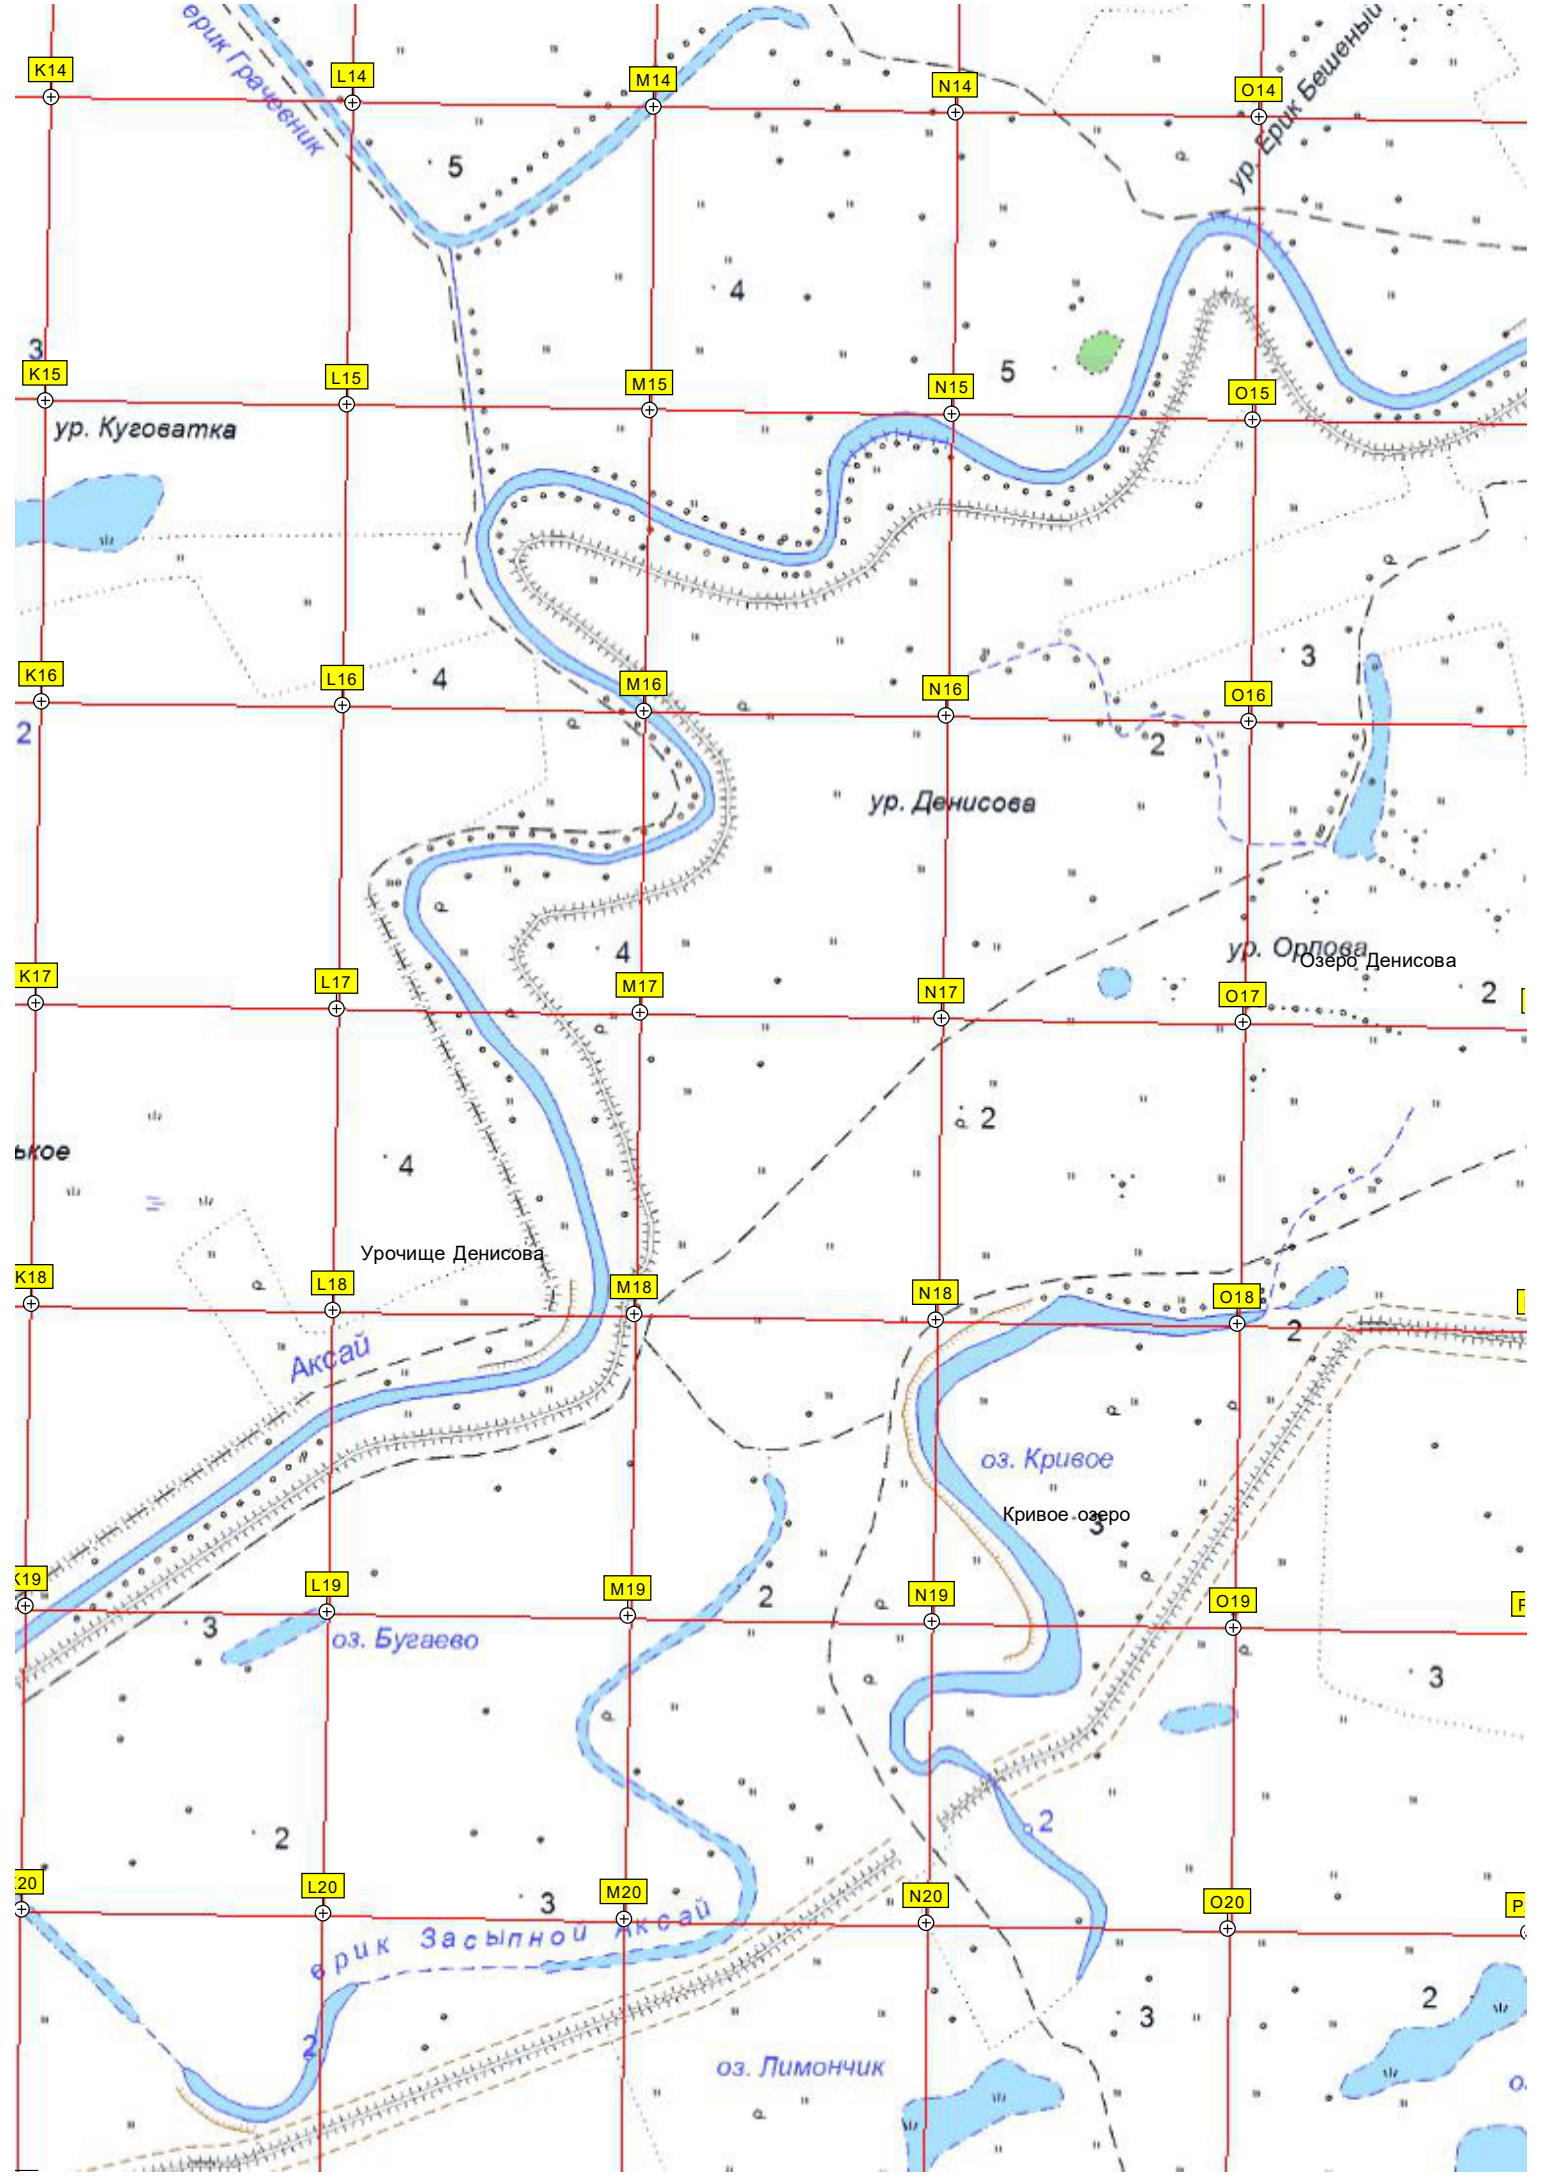 ерик Грачевник
ур. Ерик Бешеный
K14
L14
M14
N14
O14
5
4
3
5
K15
L15
M15
N15
O15
ур. Куговатка
4
3
K16
L16
M16
N16
O16
2
2
ур. Денисова
4
ур. Орлова
Озеро Денисова
2
K17
L17
M17
N17
O17
2
ькое
4
Урочище Денисова
K18
L18
M18
N18
O18
2
Аксай
оз. Кривое
Кривое озеро
3
K19
L19
M19
N19
O19
2
3
оз. Бугаево
3
2
2
20
L20
M20
N20
O20
P
3
ерик Засыпной Аксай
2
3
2
оз. Лимончик